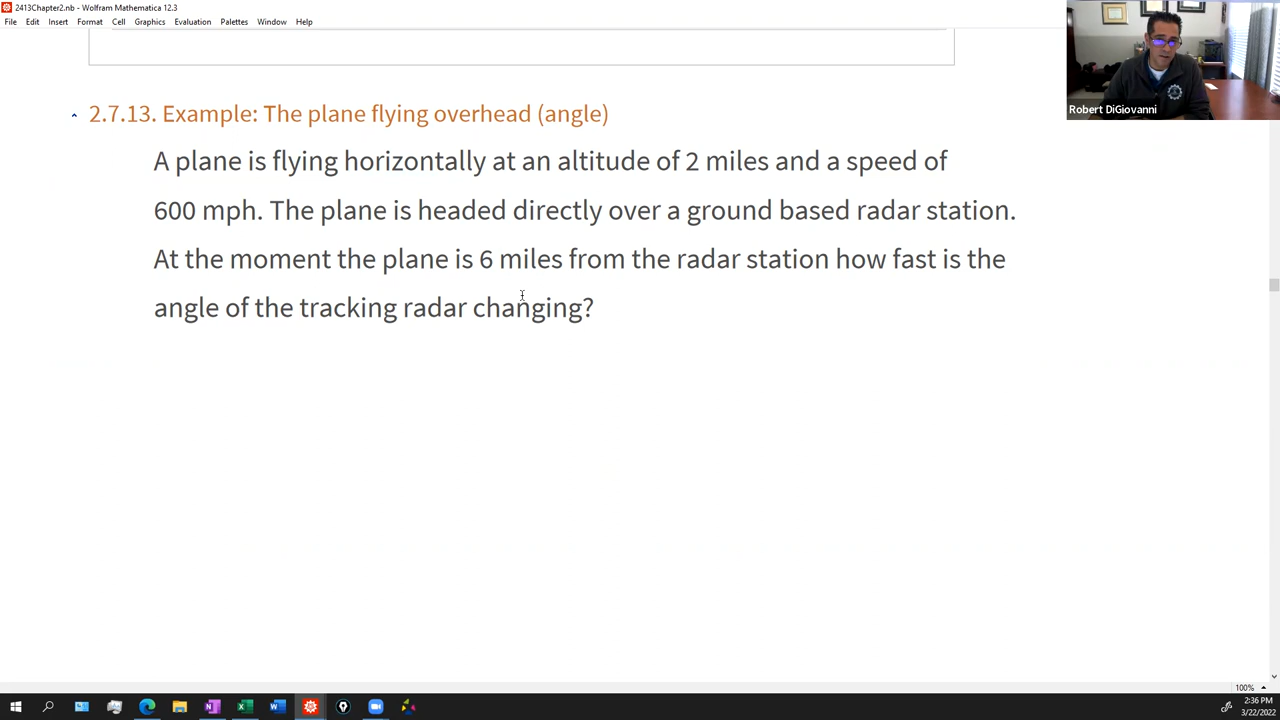 2413Chapter2.nb - Wolfram Mathematica 12.3
File Edit Insert Format Cell Graphics Evaluation Palettes Window Help
Robert DiGiovanni
2.7.13. Example: The plane flying overhead (angle)
A plane is flying horizontally at an altitude of 2 miles and a speed of
600 mph. The plane is headed directly over a ground based radar station.
At the moment the plane is 6 miles from the radar station how fast is the
angle of the tracking radar changing?
100%
2:36 PM
3/22/2022